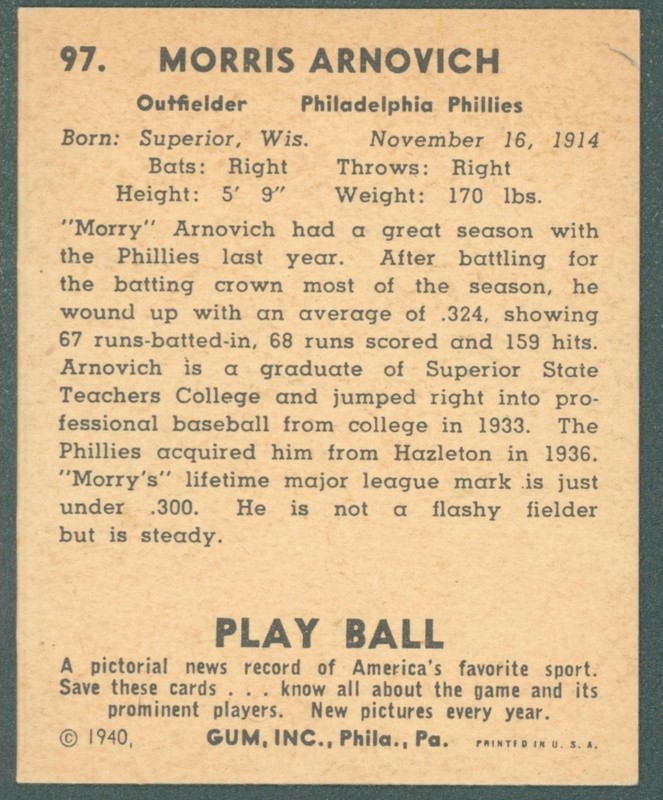 97. MORRIS ARNOVICH
Outfielder Philadelphia Phillies
Born: Superior, Wis. November 16, 1914
Bats: Right Throws: Right
Height: 5' 9" Weight: 170 lbs.
"Morry" Arnovich had a great season with
the Phillies last year. After battling for
the batting crown most of the season, he
wound up with an average of .324, showing
67 runs-batted-in, 68 runs scored and 159 hits.
Arnovich is a graduate of Superior State
Teachers College and jumped right into pro-
fessional baseball from college in 1933. The
Phillies acquired him from Hazleton in 1936.
"Morry's" lifetime major league mark is just
under .300. He is not a flashy fielder
but is steady.
PLAY BALL
A pictorial news record of America's favorite sport.
Save these cards . . . know all about the game and its
prominent players. New pictures every year.
© 1940, GUM, INC., Phila., Pa. PRINTED IN U. S. A.